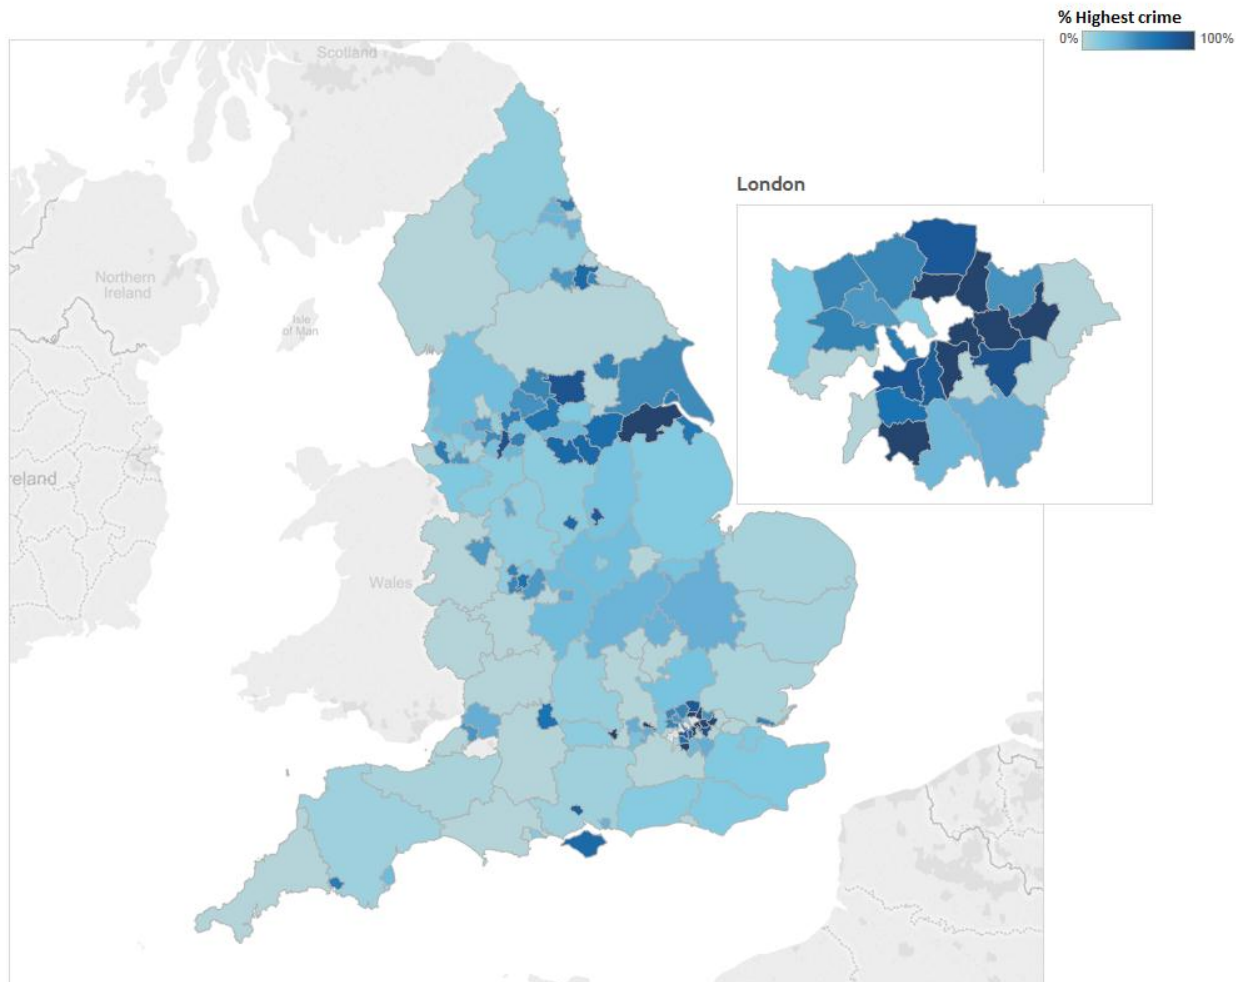 % Highest crime
0% 100%
Scotland
London
Northern
Ireland
Isle
of Man
reland
Wales